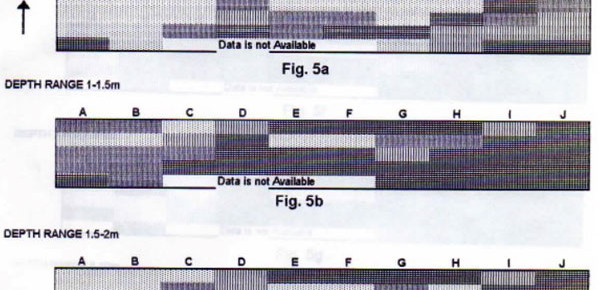 Data is not Available
Fig. 5a
DEPTH RANGE 1-1.5m
A B C D E F G H I J
Data is not Available
Fig. 5b
DEPTH RANGE 1.5-2m
A B C D E F G H I J